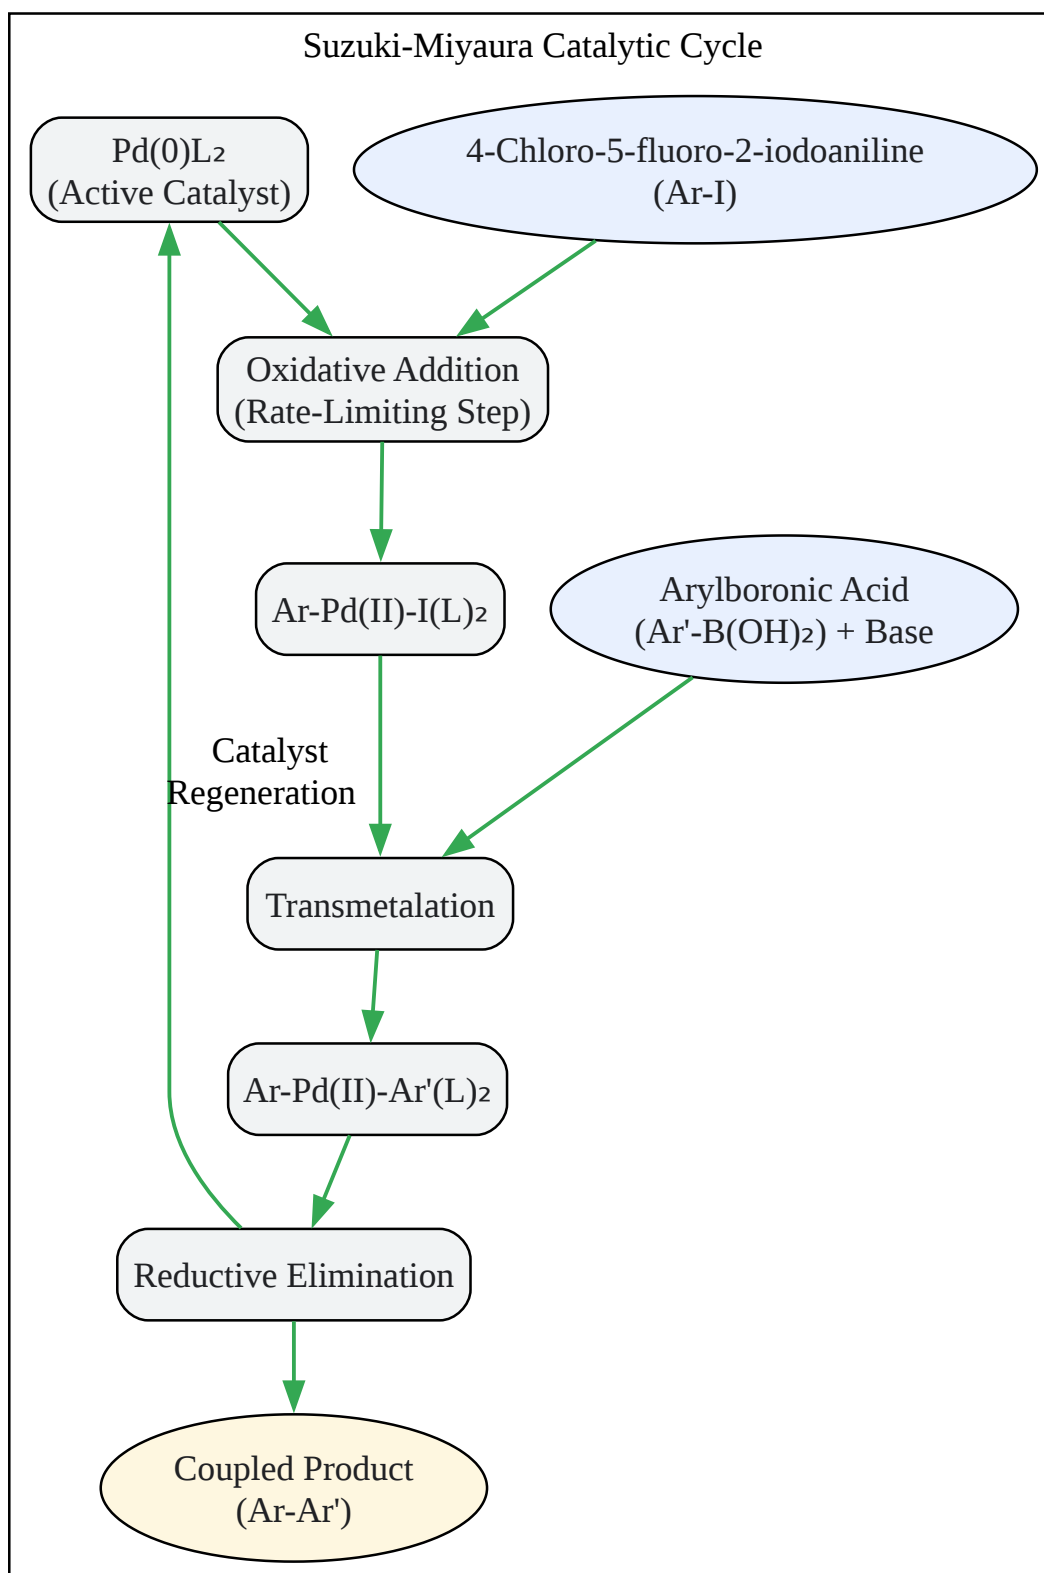 Suzuki-Miyaura Catalytic Cycle
Pd(0)L₂
(Active Catalyst)
4-Chloro-5-fluoro-2-iodoaniline
(Ar-I)
Oxidative Addition
(Rate-Limiting Step)
Ar-Pd(II)-I(L)₂
Arylboronic Acid
(Ar'-B(OH)₂) + Base
Catalyst
Regeneration
Transmetalation
Ar-Pd(II)-Ar'(L)₂
Reductive Elimination
Coupled Product
(Ar-Ar')